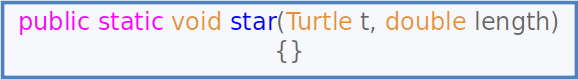 public static void star(Turtle t, double length)
{}